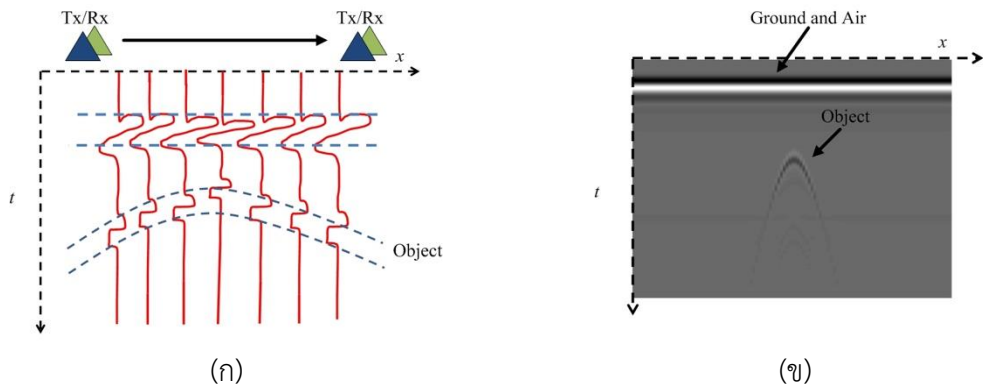 Tx/Rx
Tx/Rx
x
t
Object
(ก)
Ground and Air
x
Object
t
(ข)